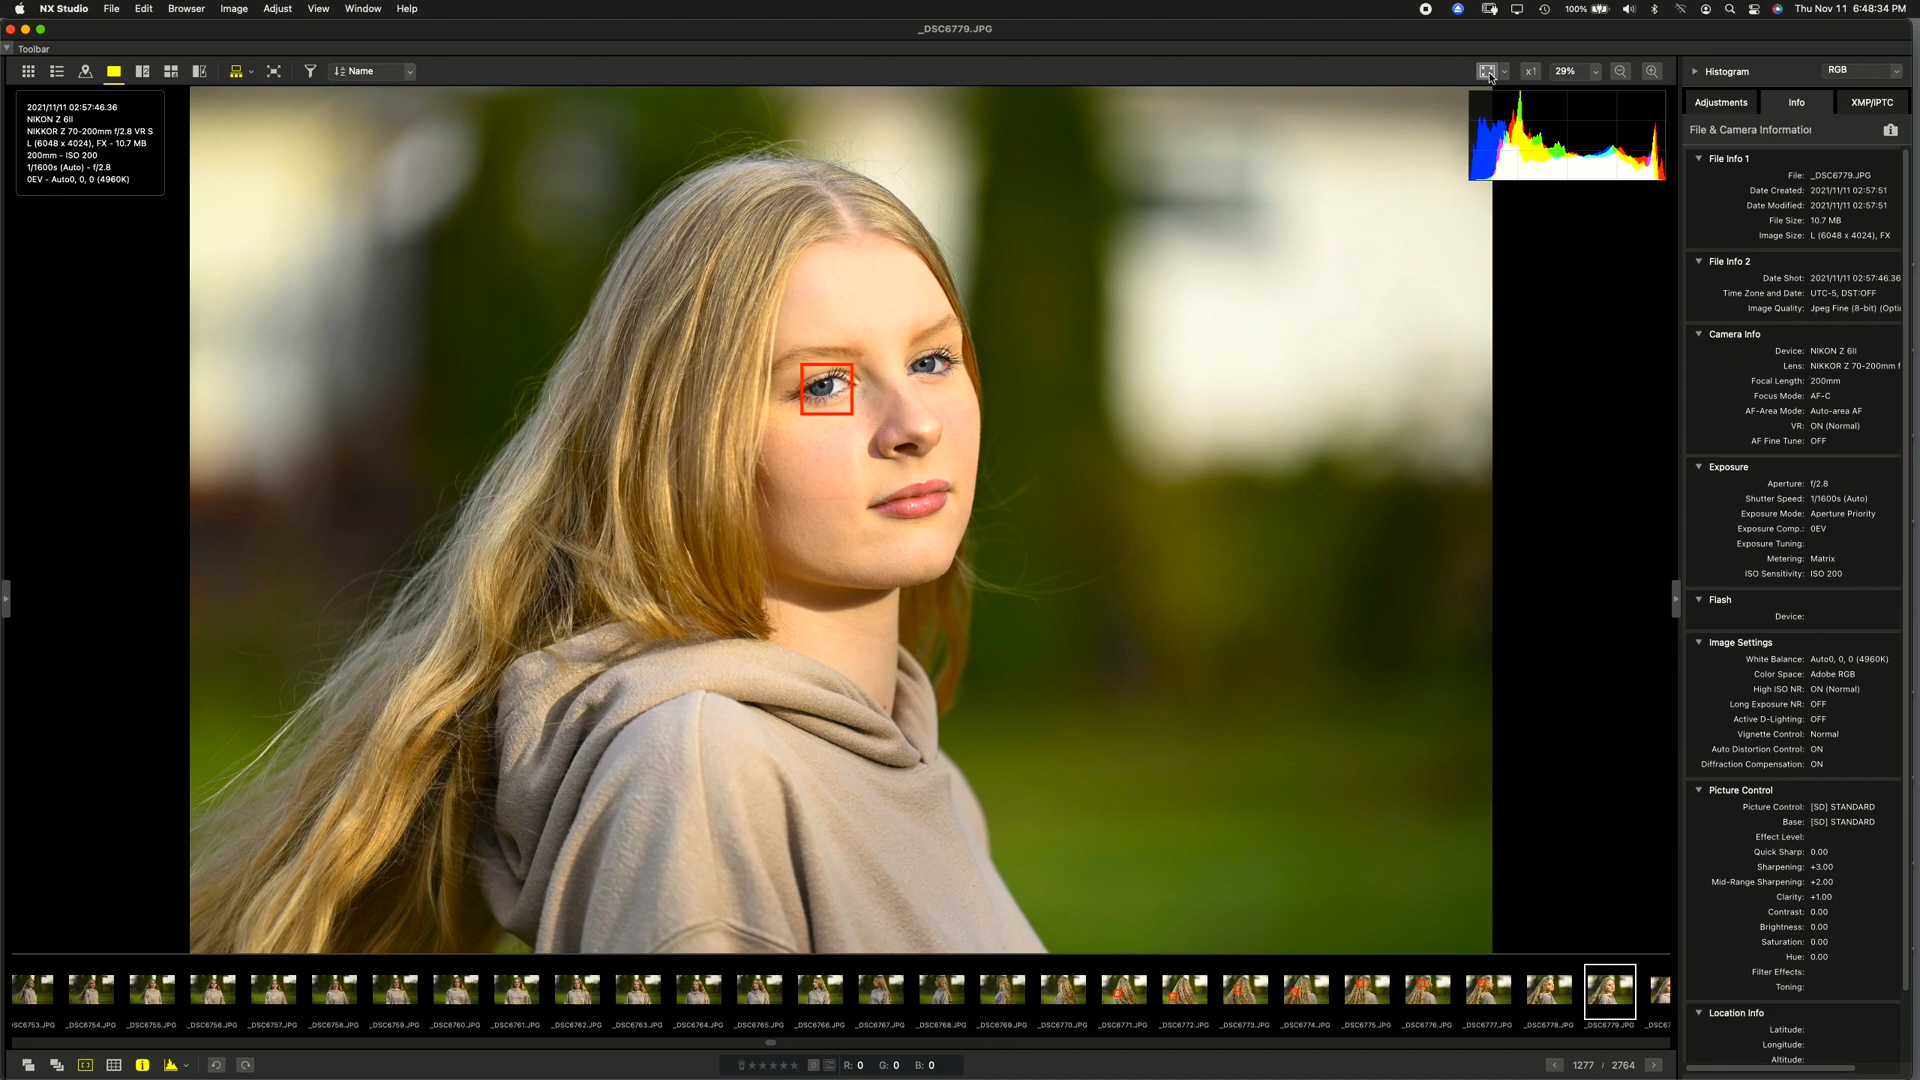 NX Studio File Edit Browser Image Adjust View Window Help 100% Thu Nov 11 6:48:34 PM
_DSC6779.JPG
Toolbar
Name x1 29% Histogram RGB
2021/11/11 02:57:46.36
NIKON Z 6II
NIKKOR Z 70-200mm f/2.8 VR S
L (6048 x 4024), FX - 10.7 MB
200mm - ISO 200
1/1600s (Auto) - f/2.8
0EV - Auto0, 0, 0 (4960K)
Adjustments Info XMP/IPTC
File & Camera Information
File Info 1
File: _DSC6779.JPG
Date Created: 2021/11/11 02:57:51
Date Modified: 2021/11/11 02:57:51
File Size: 10.7 MB
Image Size: L (6048 x 4024), FX
File Info 2
Date Shot: 2021/11/11 02:57:46.36
Time Zone and Date: UTC-5, DST:OFF
Image Quality: Jpeg Fine (8-bit) (Opti
Camera Info
Device: NIKON Z 6II
Lens: NIKKOR Z 70-200mm f
Focal Length: 200mm
Focus Mode: AF-C
AF-Area Mode: Auto-area AF
VR: ON (Normal)
AF Fine Tune: OFF
Exposure
Aperture: f/2.8
Shutter Speed: 1/1600s (Auto)
Exposure Mode: Aperture Priority
Exposure Comp.: 0EV
Exposure Tuning:
Metering: Matrix
ISO Sensitivity: ISO 200
Flash
Device:
Image Settings
White Balance: Auto0, 0, 0 (4960K)
Color Space: Adobe RGB
High ISO NR: ON (Normal)
Long Exposure NR: OFF
Active D-Lighting: OFF
Vignette Control: Normal
Auto Distortion Control: ON
Diffraction Compensation: ON
Picture Control
Picture Control: [SD] STANDARD
Base: [SD] STANDARD
Effect Level:
Quick Sharp: 0.00
Sharpening: +3.00
Mid-Range Sharpening: +2.00
Clarity: +1.00
Contrast: 0.00
Brightness: 0.00
Saturation: 0.00
Hue: 0.00
Filter Effects:
Toning:
Location Info
Latitude:
Longitude:
Altitude:
SC6753.JPG _DSC6754.JPG _DSC6755.JPG _DSC6756.JPG _DSC6757.JPG _DSC6758.JPG _DSC6759.JPG _DSC6760.JPG _DSC6761.JPG _DSC6762.JPG _DSC6763.JPG _DSC6764.JPG _DSC6765.JPG _DSC6766.JPG _DSC6767.JPG _DSC6768.JPG _DSC6769.JPG _DSC6770.JPG _DSC6771.JPG _DSC6772.JPG _DSC6773.JPG _DSC6774.JPG _DSC6775.JPG _DSC6776.JPG _DSC6777.JPG _DSC6778.JPG _DSC6779.JPG _DSC67
R: 0 G: 0 B: 0 1277 / 2764